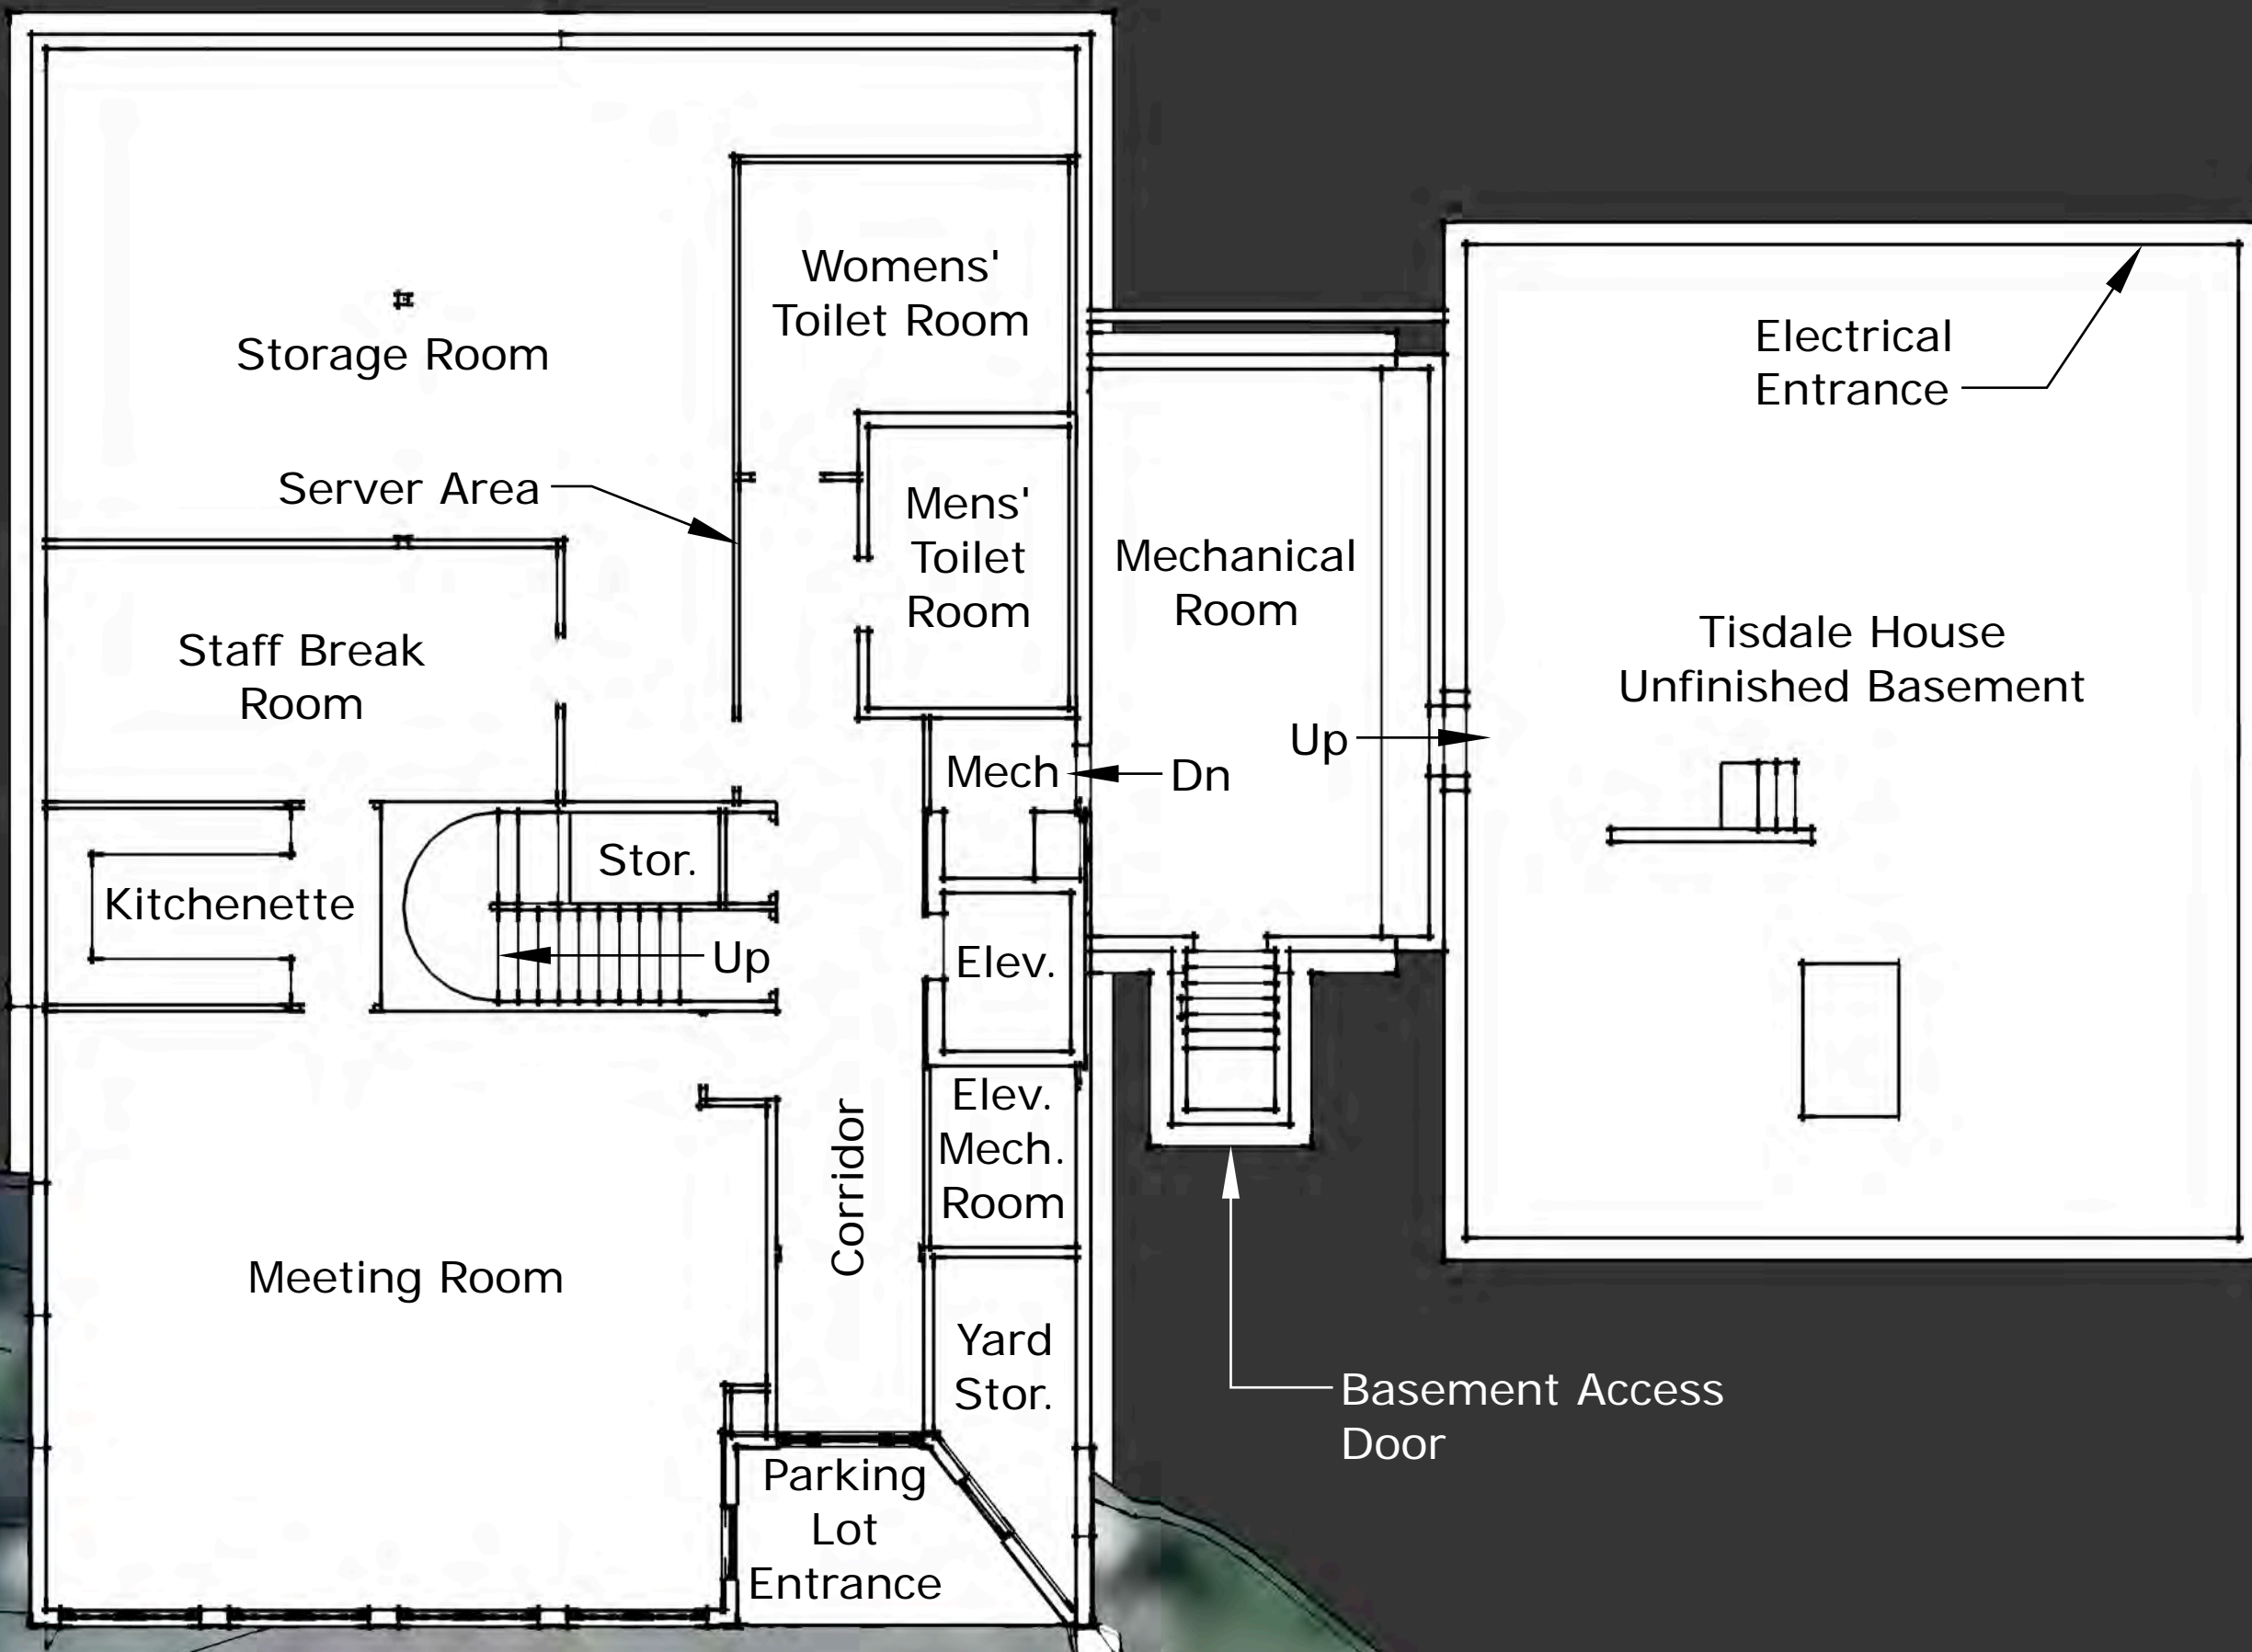 Womens'
Toilet Room
Storage Room
Electrical
Entrance
Server Area
Mens'
Toilet
Room
Mechanical
Room
Staff Break
Room
Tisdale House
Unfinished Basement
Up
Mech
Dn
Stor.
Kitchenette
Up
Elev.
Elev.
Mech.
Room
Corridor
Meeting Room
Yard
Stor.
Basement Access
Door
Parking
Lot
Entrance